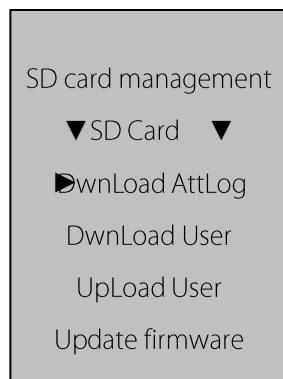 SD card management
▼SD Card ▼
▶DwnLoad AttLog
DwnLoad User
UpLoad User
Update firmware